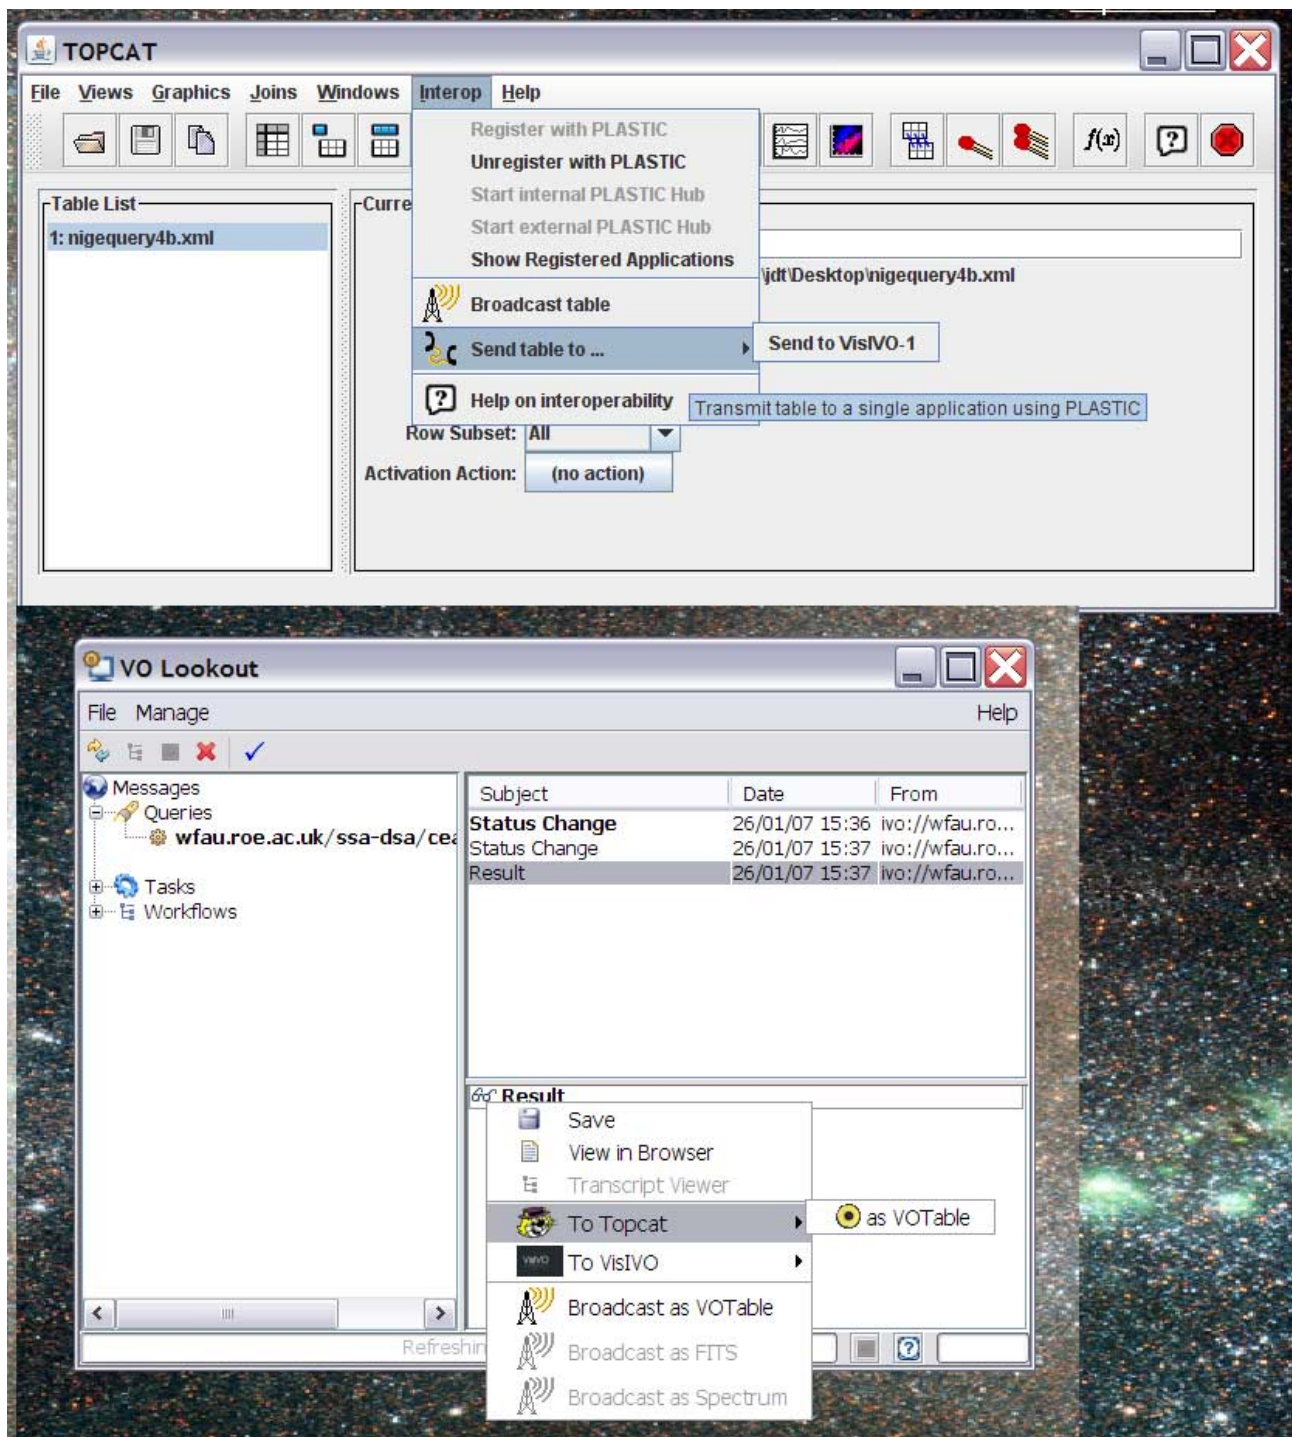 TOPCAT
File Views Graphics Joins Windows Interop Help
Register with PLASTIC
Unregister with PLASTIC
Start internal PLASTIC Hub
Start external PLASTIC Hub
Show Registered Applications
Broadcast table
Send table to ...
Send to VisIVO-1
Help on interoperability
Transmit table to a single application using PLASTIC
f(x)
Table List
1: nigequery4b.xml
Curre
\jdt\Desktop\nigequery4b.xml
Row Subset: All
Activation Action: (no action)
VO Lookout
File Manage Help
Messages
Queries
wfau.roe.ac.uk/ssa-dsa/cea
Tasks
Workflows
Subject Date From
Status Change 26/01/07 15:36 ivo://wfau.ro...
Status Change 26/01/07 15:37 ivo://wfau.ro...
Result 26/01/07 15:37 ivo://wfau.ro...
Result
Save
View in Browser
Transcript Viewer
To Topcat
as VOTable
To VisIVO
Broadcast as VOTable
Broadcast as FITS
Broadcast as Spectrum
Refreshin